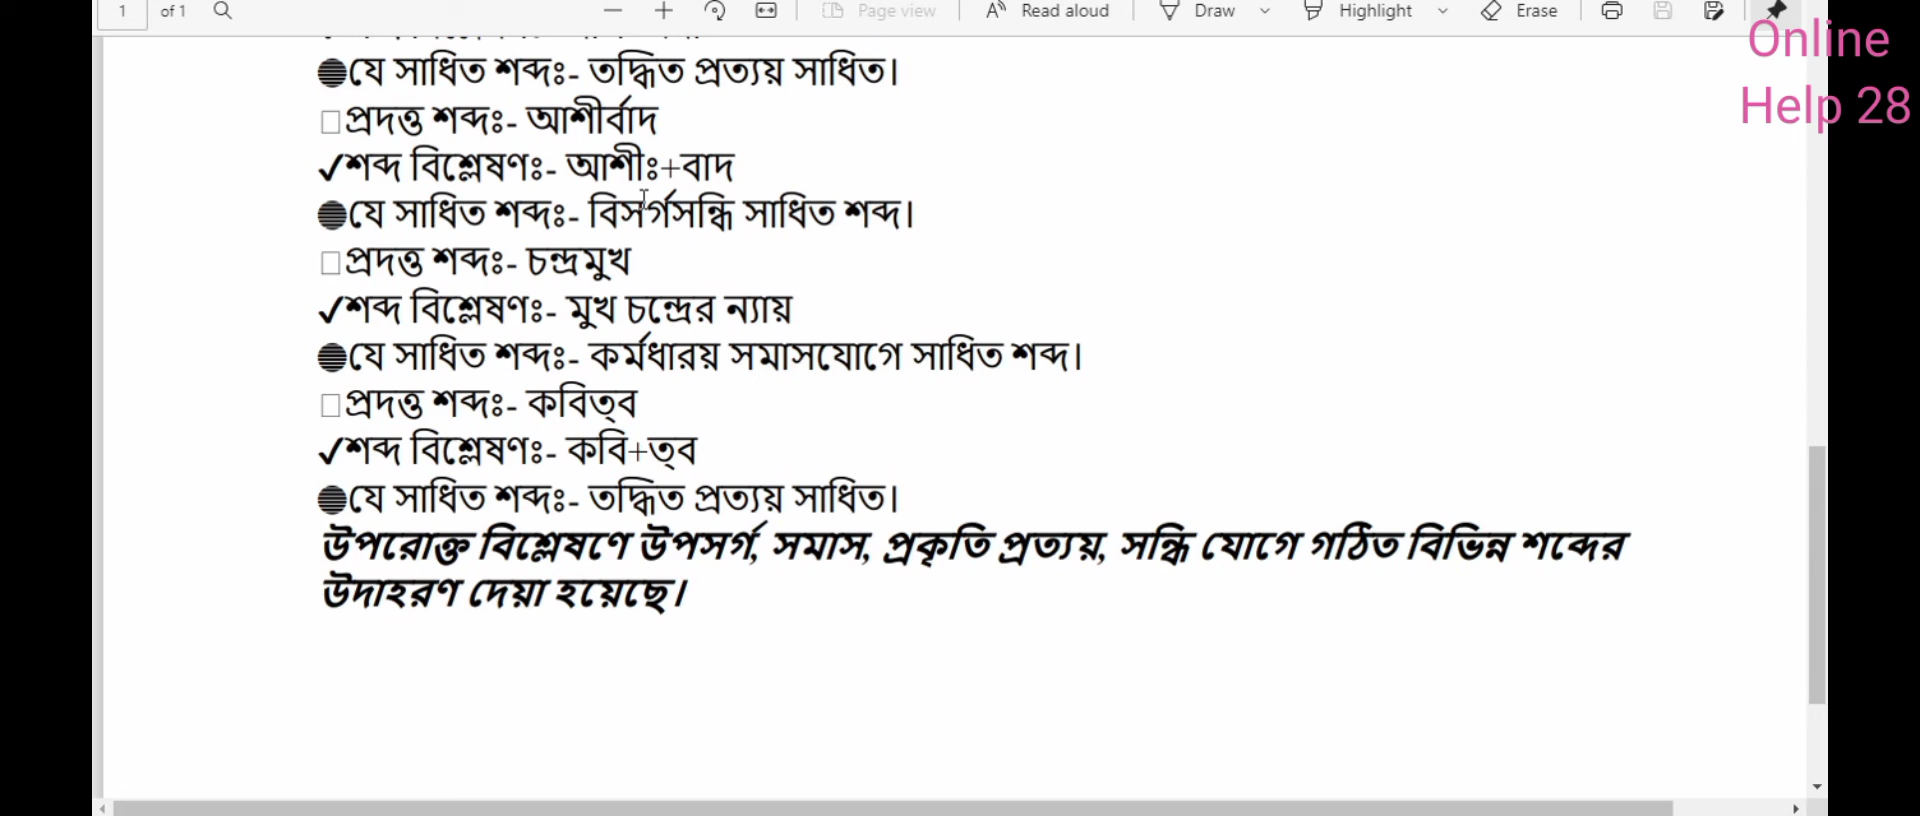 1 of 1 Page view Read aloud Draw Highlight Erase
Online
Help 28
যে সাধিত শব্দঃ- তদ্ধিত প্রত্যয় সাধিত।
প্রদত্ত শব্দঃ- আশীর্বাদ
✓শব্দ বিশ্লেষণঃ- আশীঃ+বাদ
যে সাধিত শব্দঃ- বিসর্গসন্ধি সাধিত শব্দ।
প্রদত্ত শব্দঃ- চন্দ্রমুখ
✓শব্দ বিশ্লেষণঃ- মুখ চন্দ্রের ন্যায়
যে সাধিত শব্দঃ- কর্মধারয় সমাসযোগে সাধিত শব্দ।
প্রদত্ত শব্দঃ- কবিত্ব
✓শব্দ বিশ্লেষণঃ- কবি+ত্ব
যে সাধিত শব্দঃ- তদ্ধিত প্রত্যয় সাধিত।
উপরোক্ত বিশ্লেষণে উপসর্গ, সমাস, প্রকৃতি প্রত্যয়, সন্ধি যোগে গঠিত বিভিন্ন শব্দের
উদাহরণ দেয়া হয়েছে।